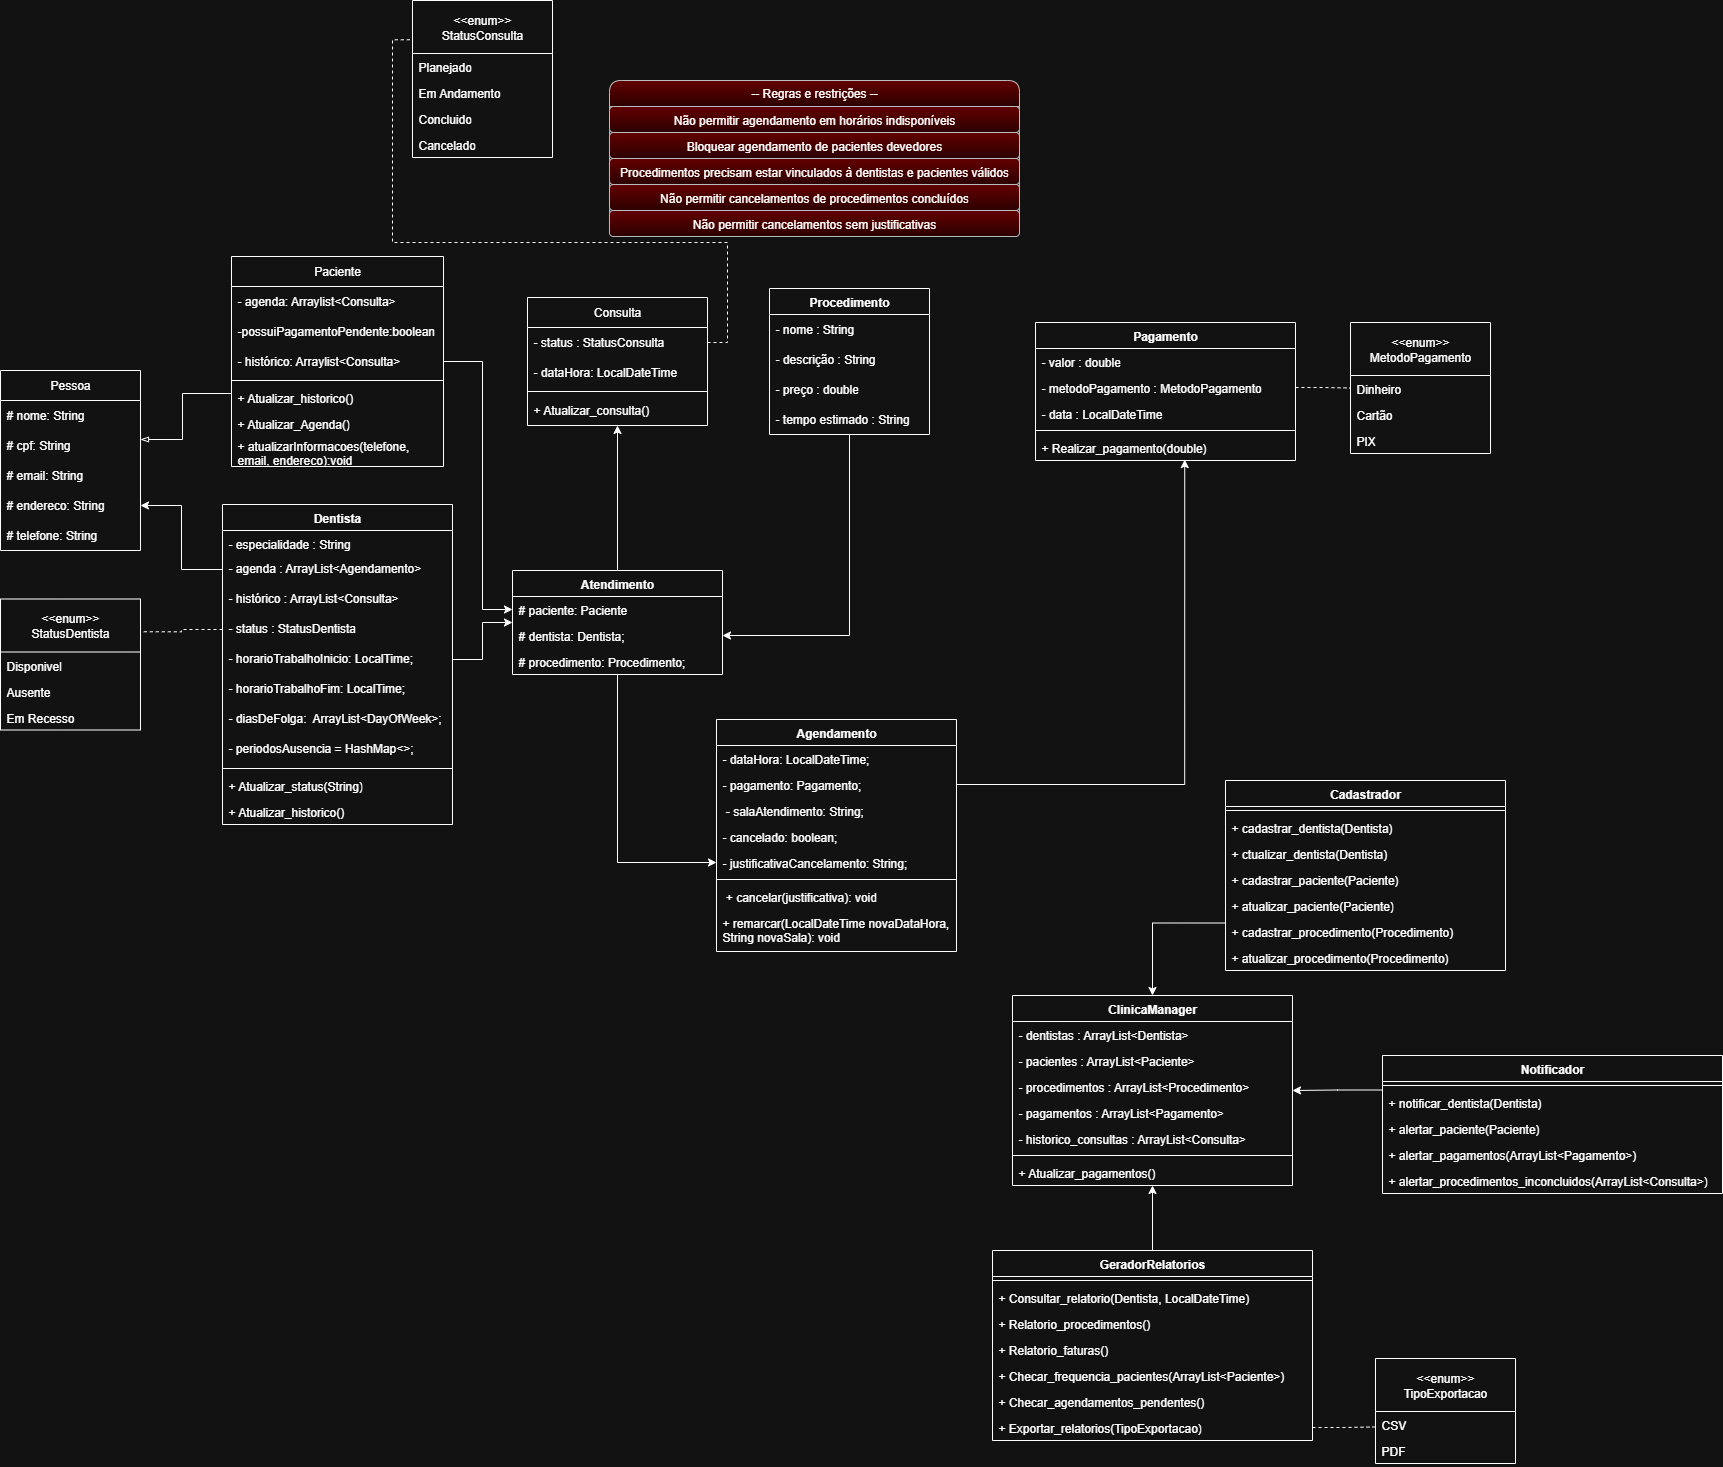 <<enum>>
StatusConsulta
Planejado
Em Andamento
Concluido
Cancelado
-- Regras e restrições --
Não permitir agendamento em horários indisponíveis
Bloquear agendamento de pacientes devedores
Procedimentos precisam estar vinculados à dentistas e pacientes válidos
Não permitir cancelamentos de procedimentos concluídos
Não permitir cancelamentos sem justificativas
Paciente
- agenda: Arraylist<Consulta>
-possuiPagamentoPendente:boolean
- histórico: Arraylist<Consulta>
+ Atualizar_historico()
+ Atualizar_Agenda()
+ atualizarInformacoes(telefone,
email, endereco):void
Consulta
- status : StatusConsulta
- dataHora: LocalDateTime
+ Atualizar_consulta()
Procedimento
- nome : String
- descrição : String
- preço : double
- tempo estimado : String
Pagamento
- valor : double
- metodoPagamento : MetodoPagamento
- data : LocalDateTime
+ Realizar_pagamento(double)
<<enum>>
MetodoPagamento
Dinheiro
Cartão
PIX
Pessoa
# nome: String
# cpf: String
# email: String
# endereco: String
# telefone: String
Dentista
- especialidade : String
- agenda : ArrayList<Agendamento>
- histórico : ArrayList<Consulta>
- status : StatusDentista
- horarioTrabalhoInicio: LocalTime;
- horarioTrabalhoFim: LocalTime;
- diasDeFolga:  ArrayList<DayOfWeek>;
- periodosAusencia = HashMap<>;
+ Atualizar_status(String)
+ Atualizar_historico()
<<enum>>
StatusDentista
Disponivel
Ausente
Em Recesso
Atendimento
# paciente: Paciente
# dentista: Dentista;
# procedimento: Procedimento;
Agendamento
- dataHora: LocalDateTime;
- pagamento: Pagamento;
- salaAtendimento: String;
- cancelado: boolean;
- justificativaCancelamento: String;
+ cancelar(justificativa): void
+ remarcar(LocalDateTime novaDataHora,
String novaSala): void
Cadastrador
+ cadastrar_dentista(Dentista)
+ ctualizar_dentista(Dentista)
+ cadastrar_paciente(Paciente)
+ atualizar_paciente(Paciente)
+ cadastrar_procedimento(Procedimento)
+ atualizar_procedimento(Procedimento)
ClinicaManager
- dentistas : ArrayList<Dentista>
- pacientes : ArrayList<Paciente>
- procedimentos : ArrayList<Procedimento>
- pagamentos : ArrayList<Pagamento>
- historico_consultas : ArrayList<Consulta>
+ Atualizar_pagamentos()
Notificador
+ notificar_dentista(Dentista)
+ alertar_paciente(Paciente)
+ alertar_pagamentos(ArrayList<Pagamento>)
+ alertar_procedimentos_inconcluidos(ArrayList<Consulta>)
GeradorRelatorios
+ Consultar_relatorio(Dentista, LocalDateTime)
+ Relatorio_procedimentos()
+ Relatorio_faturas()
+ Checar_frequencia_pacientes(ArrayList<Paciente>)
+ Checar_agendamentos_pendentes()
+ Exportar_relatorios(TipoExportacao)
<<enum>>
TipoExportacao
CSV
PDF